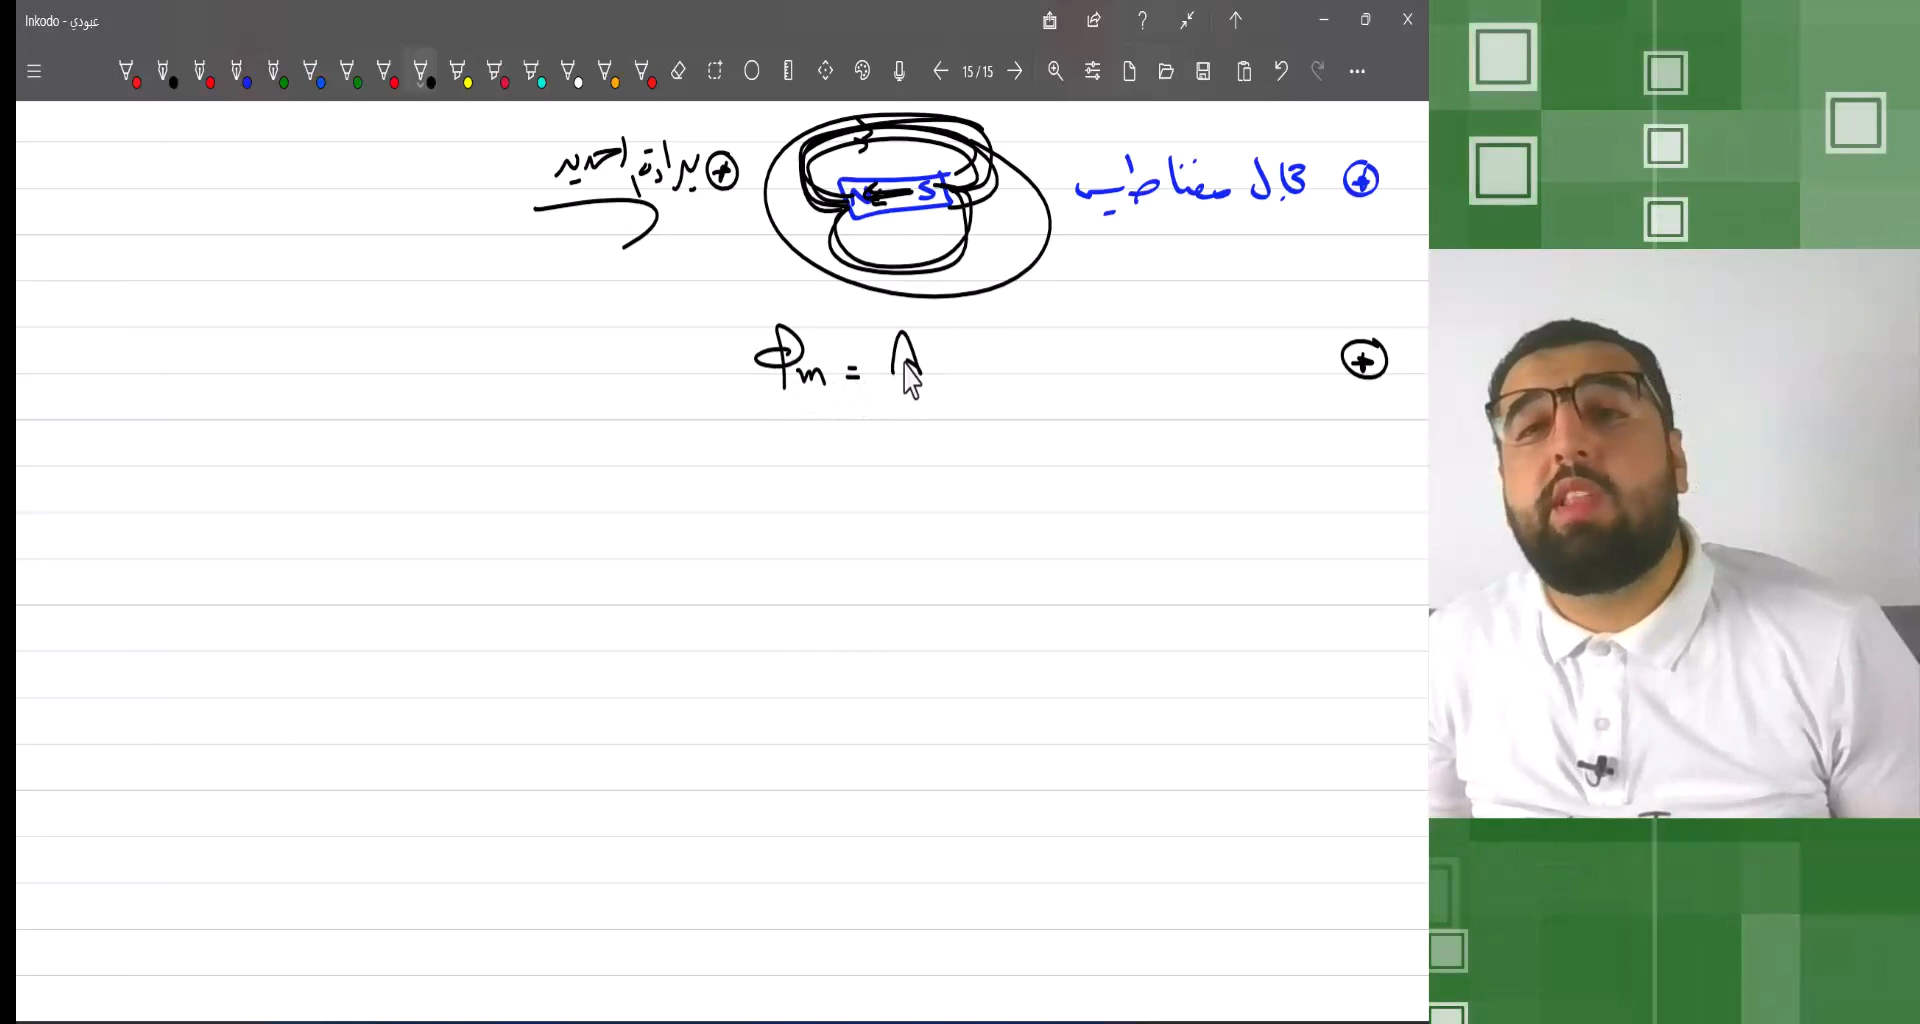 Inkodo - عبودي
15 / 15
⊕ مجال مغناطيسي
N S
⊕ برادة الحديد
⊕
Φm = A